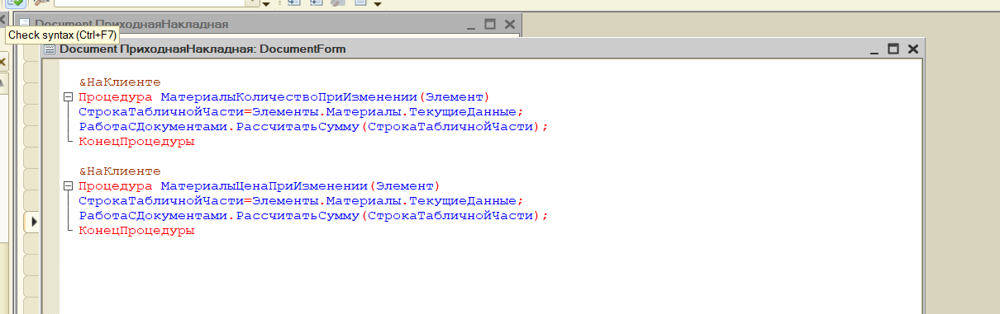 Document ПриходнаяНакладная
Check syntax (Ctrl+F7)
Document ПриходнаяНакладная: DocumentForm
&НаКлиенте
Процедура МатериалыКоличествоПриИзменении(Элемент)
СтрокаТабличнойЧасти=Элементы.Материалы.ТекущиеДанные;
РаботаСДокументами.РассчитатьСумму(СтрокаТабличнойЧасти);
КонецПроцедуры
&НаКлиенте
Процедура МатериалыЦенаПриИзменении(Элемент)
СтрокаТабличнойЧасти=Элементы.Материалы.ТекущиеДанные;
РаботаСДокументами.РассчитатьСумму(СтрокаТабличнойЧасти);
КонецПроцедуры